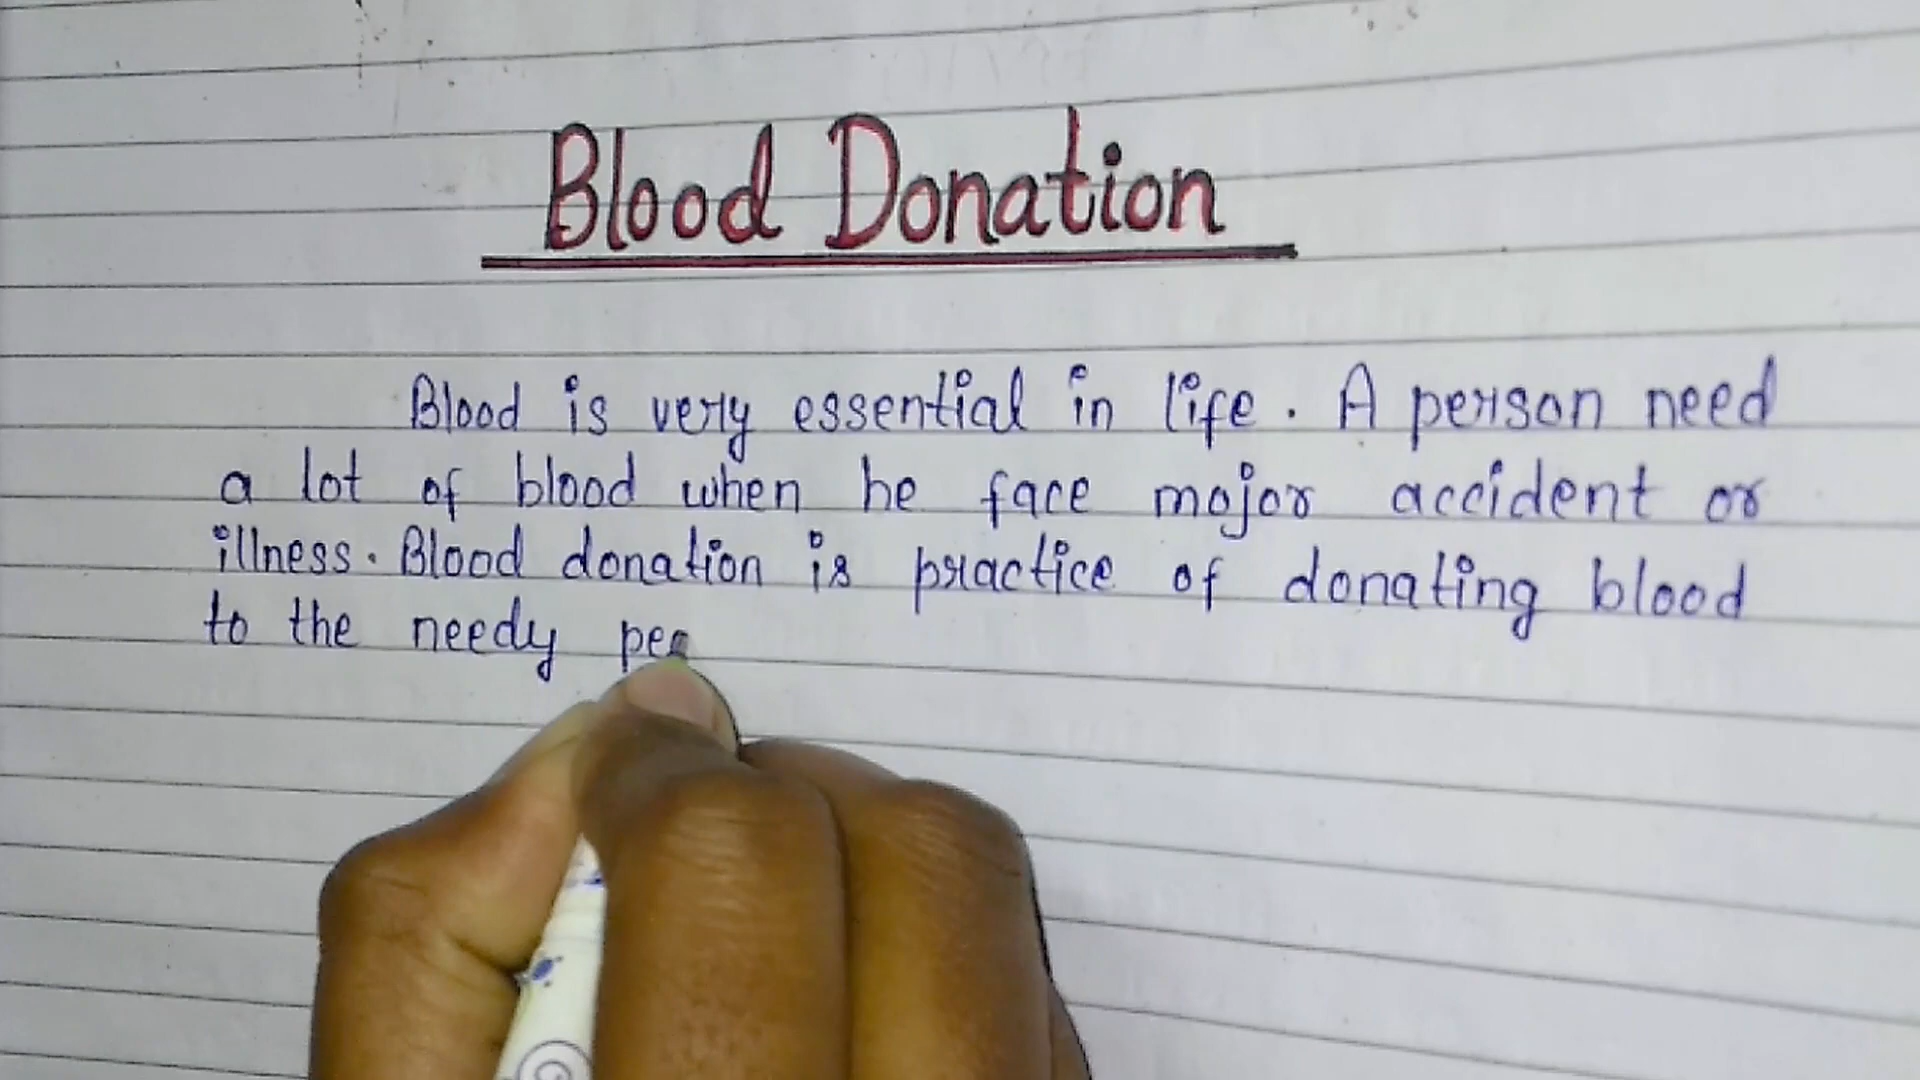 Blood Donation
Blood is very essential in life. A person need
a lot of blood when he face major accident or
illness. Blood donation is practice of donating blood
to the needy